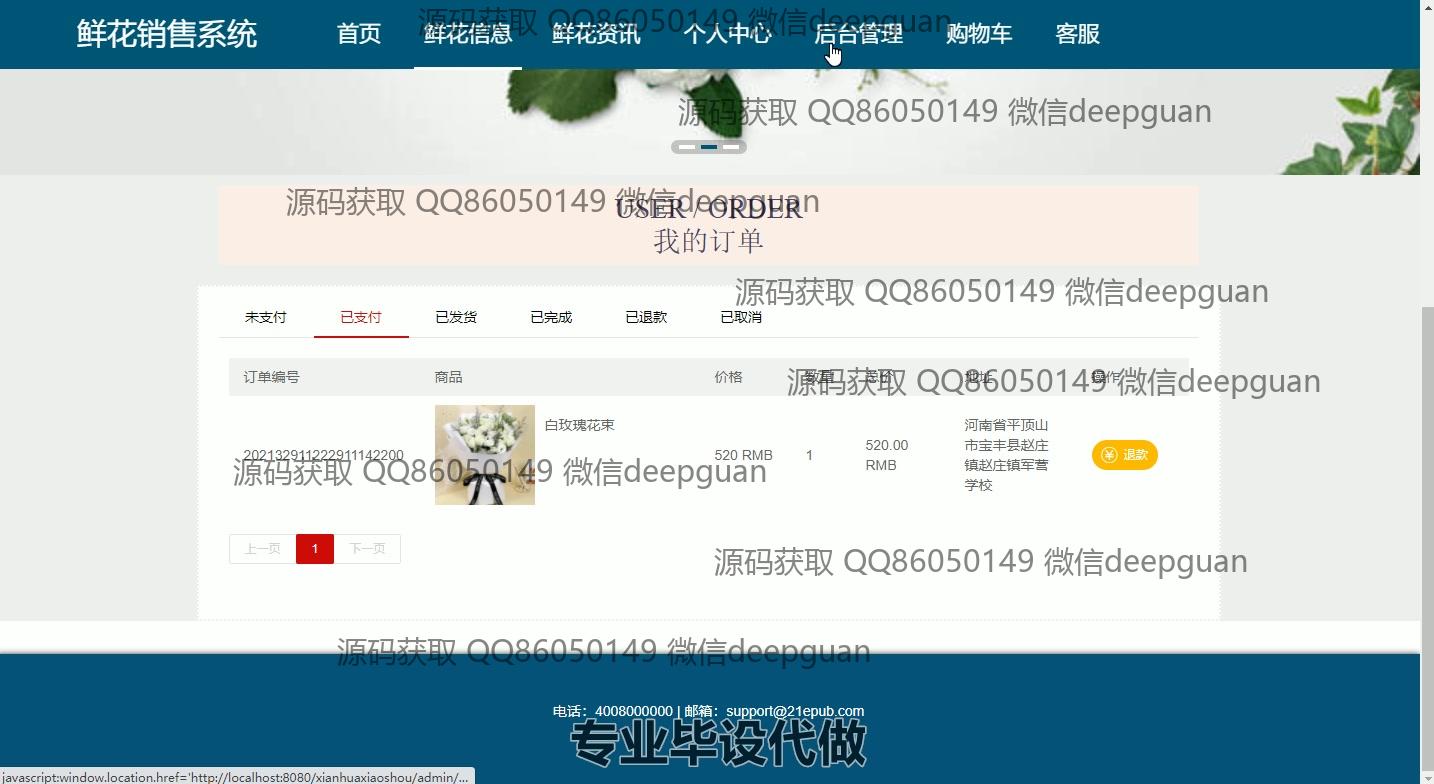 鲜花销售系统 首页 鲜花信息 鲜花资讯 个人中心 后台管理 购物车 客服
源码获取 QQ86050149 微信deepguan
源码获取 QQ86050149 微信deepguan
源码获取 QQ86050149 微信deepguan
USER / ORDER
我的订单
源码获取 QQ86050149 微信deepguan
未支付 已支付 已发货 已完成 已退款 已取消
订单编号 商品 价格 数量 总价 地址 操作
源码获取 QQ86050149 微信deepguan
白玫瑰花束
202132911222911142200
520 RMB
1
520.00
RMB
河南省平顶山
市宝丰县赵庄
镇赵庄镇军营
学校
退款
源码获取 QQ86050149 微信deepguan
上一页 1 下一页
源码获取 QQ86050149 微信deepguan
源码获取 QQ86050149 微信deepguan
电话：4008000000 | 邮箱：support@21epub.com
专业毕设代做
javascript:window.location.href='http://localhost:8080/xianhuaxiaoshou/admin/...